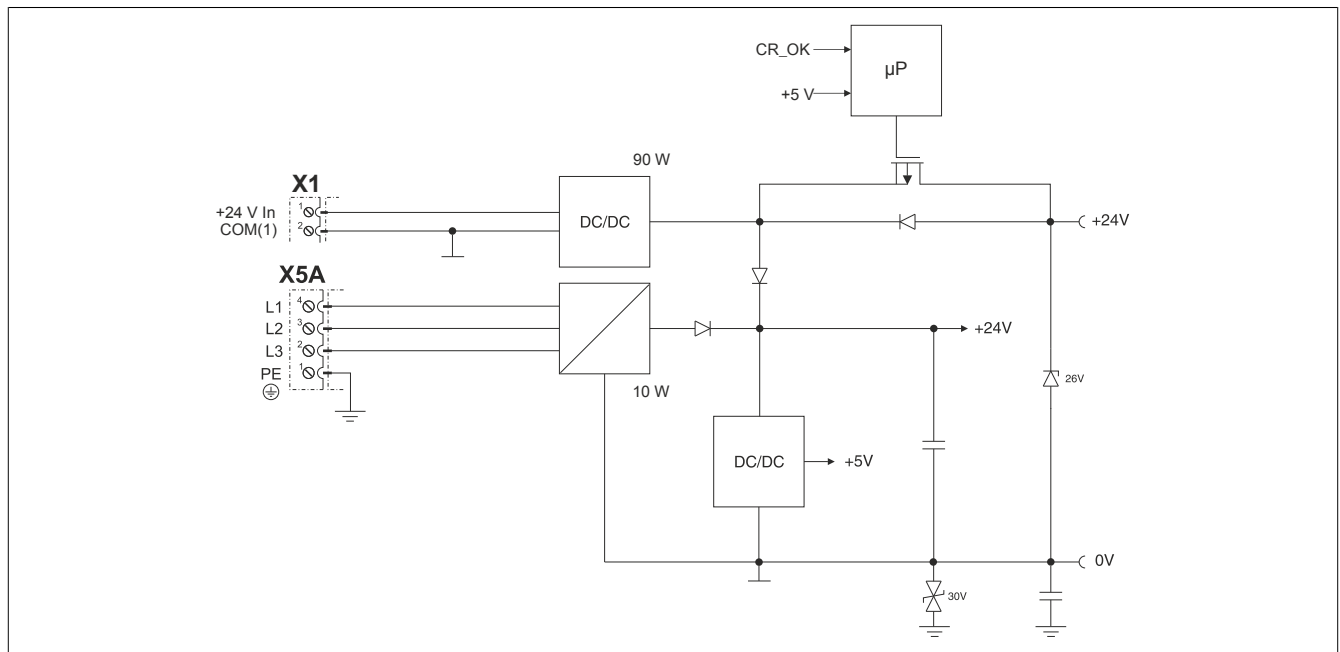 CR_OK
µP
+5 V
90 W
X1
+24 V In
1
COM(1)
2
DC/DC
+24V
X5A
L1
4
L2
3
L3
2
PE
1
+24V
10 W
26V
DC/DC
+5V
0V
30V